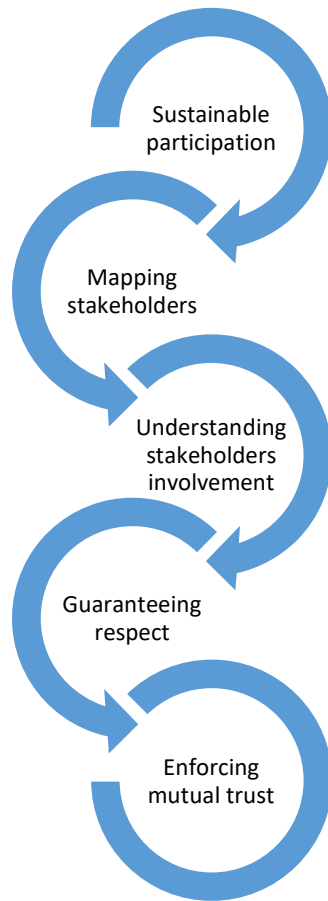 Sustainable
participation
Mapping
stakeholders
Understanding
stakeholders
involvement
Guaranteeing
respect
Enforcing
mutual trust